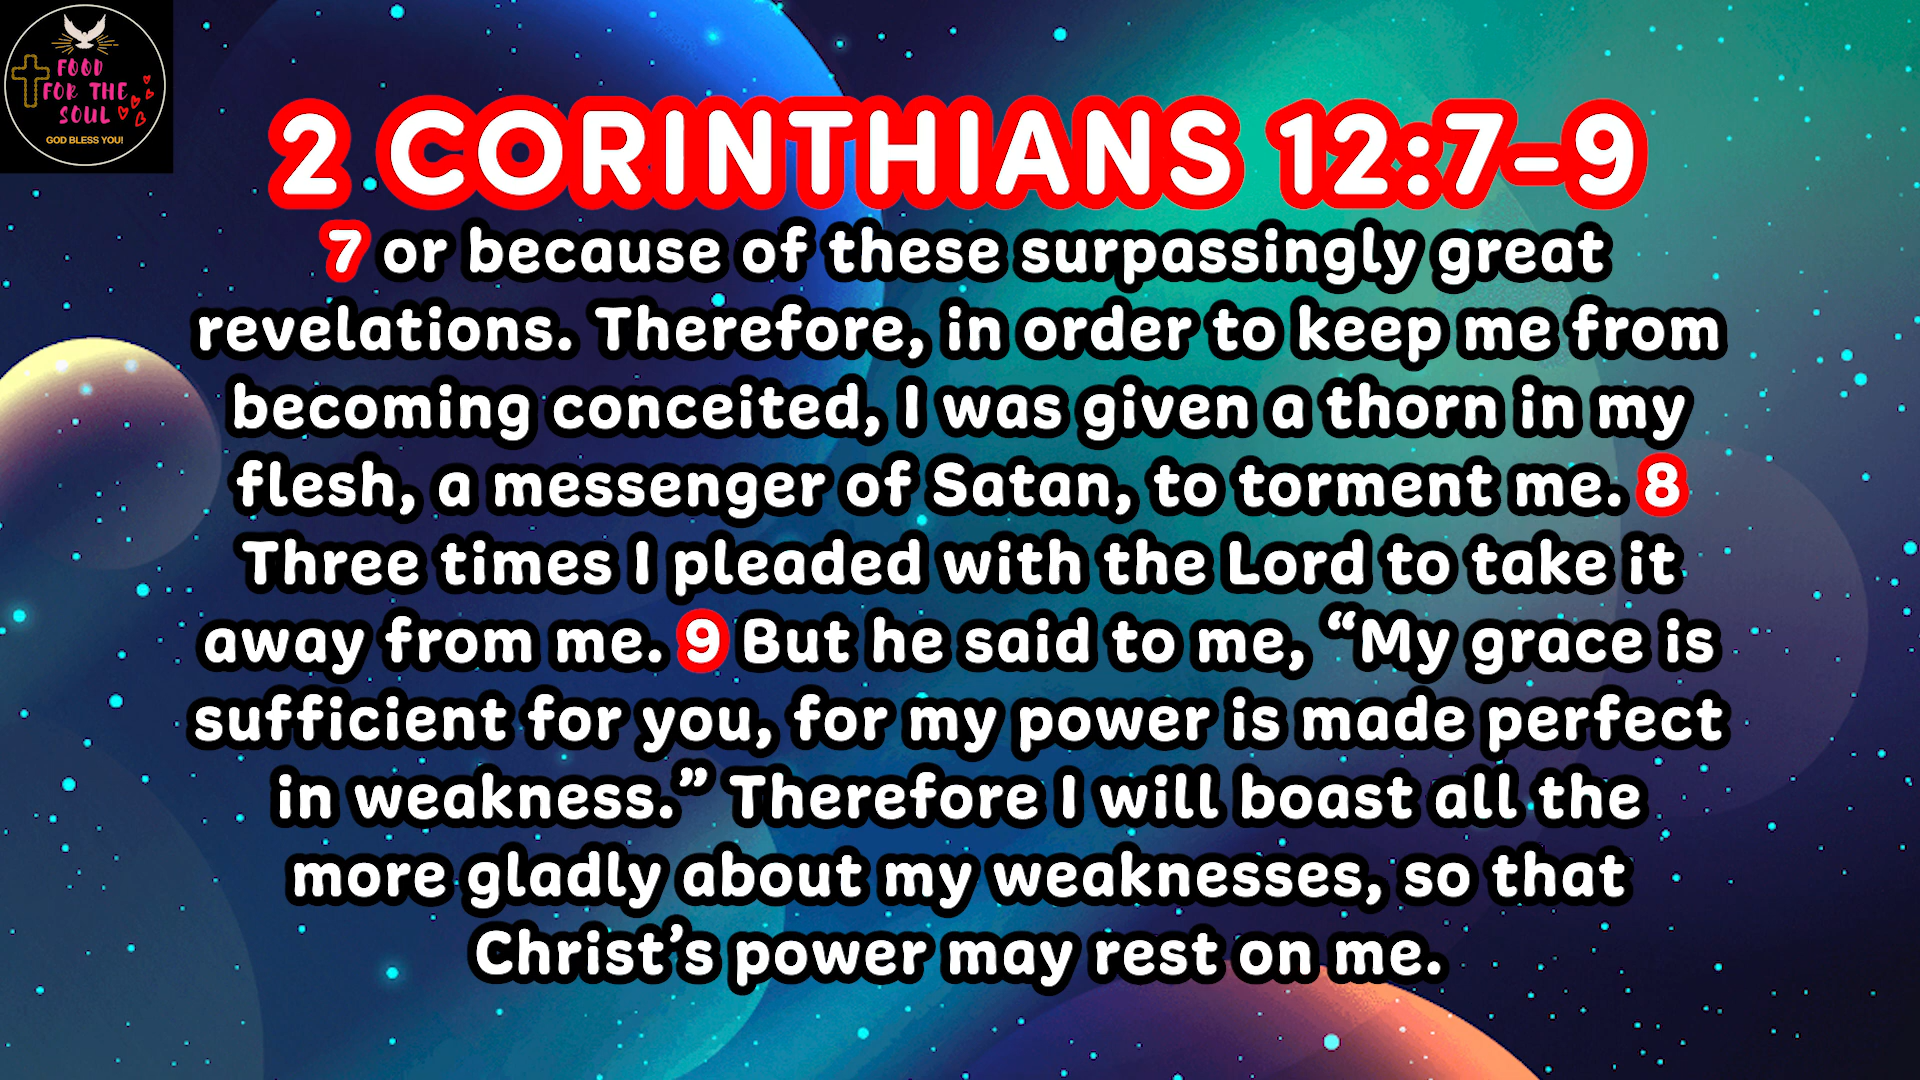 FOOD
FOR THE
SOUL
GOD BLESS YOU!
2 CORINTHIANS 12:7-9
7 or because of these surpassingly great
revelations. Therefore, in order to keep me from
becoming conceited, I was given a thorn in my
flesh, a messenger of Satan, to torment me. 8
Three times I pleaded with the Lord to take it
away from me. 9 But he said to me, “My grace is
sufficient for you, for my power is made perfect
in weakness.” Therefore I will boast all the
more gladly about my weaknesses, so that
Christ’s power may rest on me.